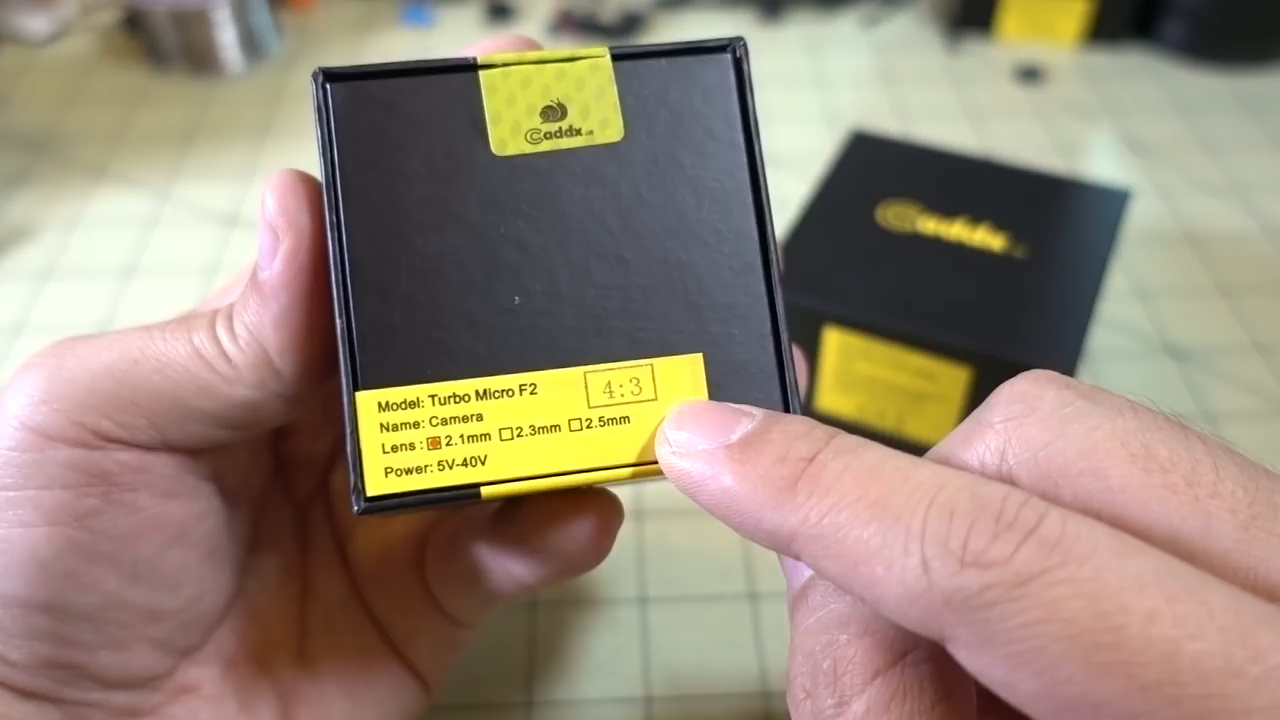 Caddx
Caddx
Model: Turbo Micro F2
4:3
Name: Camera
Lens : 2.1mm 2.3mm 2.5mm
Power: 5V-40V